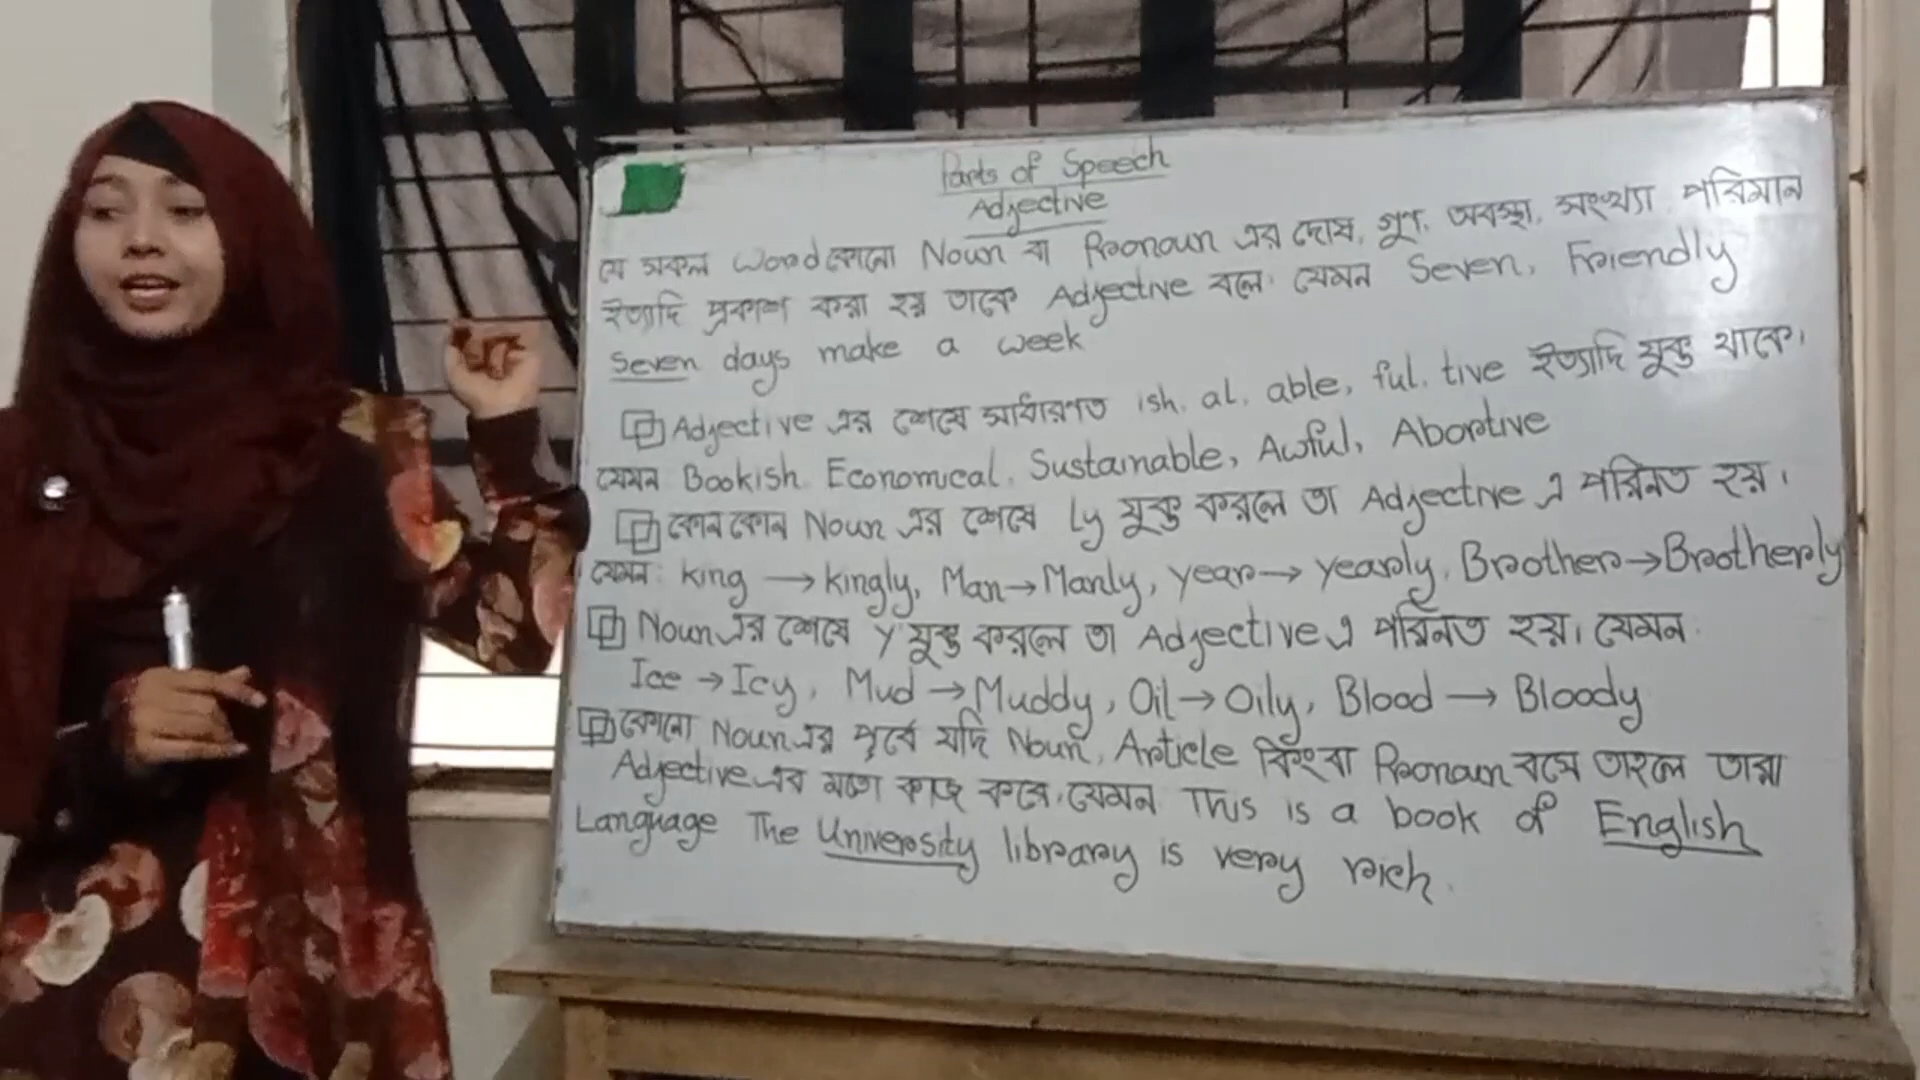 Parts of Speech
Adjective
যে সকল Word কোনো Noun বা Pronoun এর দোষ, গুণ, অবস্থা, সংখ্যা পরিমান
ইত্যাদি প্রকাশ করা হয় তাকে Adjective বলে। যেমন Seven, Friendly
Seven days make a week
Adjective এর শেষে সাধারণত ish, al, able, ful, tive ইত্যাদি যুক্ত থাকে।
যেমন Bookish, Economical, Sustainable, Awful, Abortive
কোন কোন Noun এর শেষে Ly যুক্ত করলে তা Adjective এ পরিনত হয়।
যেমন: King → Kingly, Man → Manly, Year → Yearly, Brother → Brotherly
Noun এর শেষে Y যুক্ত করলে তা Adjective এ পরিনত হয়। যেমন:
Ice → Icy, Mud → Muddy, Oil → Oily, Blood → Bloody
কোনো Noun এর পূর্বে যদি Noun, Article কিংবা Pronoun বসে তাহলে তারা
Adjective এর মতো কাজ করে। যেমন This is a book of English
Language The University library is very rich.